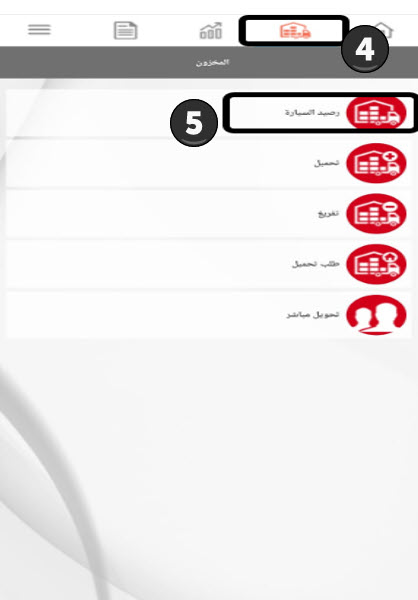 4
المخزون
5
رصيد السيارة
تحميل
تفريغ
طلب تحميل
تحويل مباشر